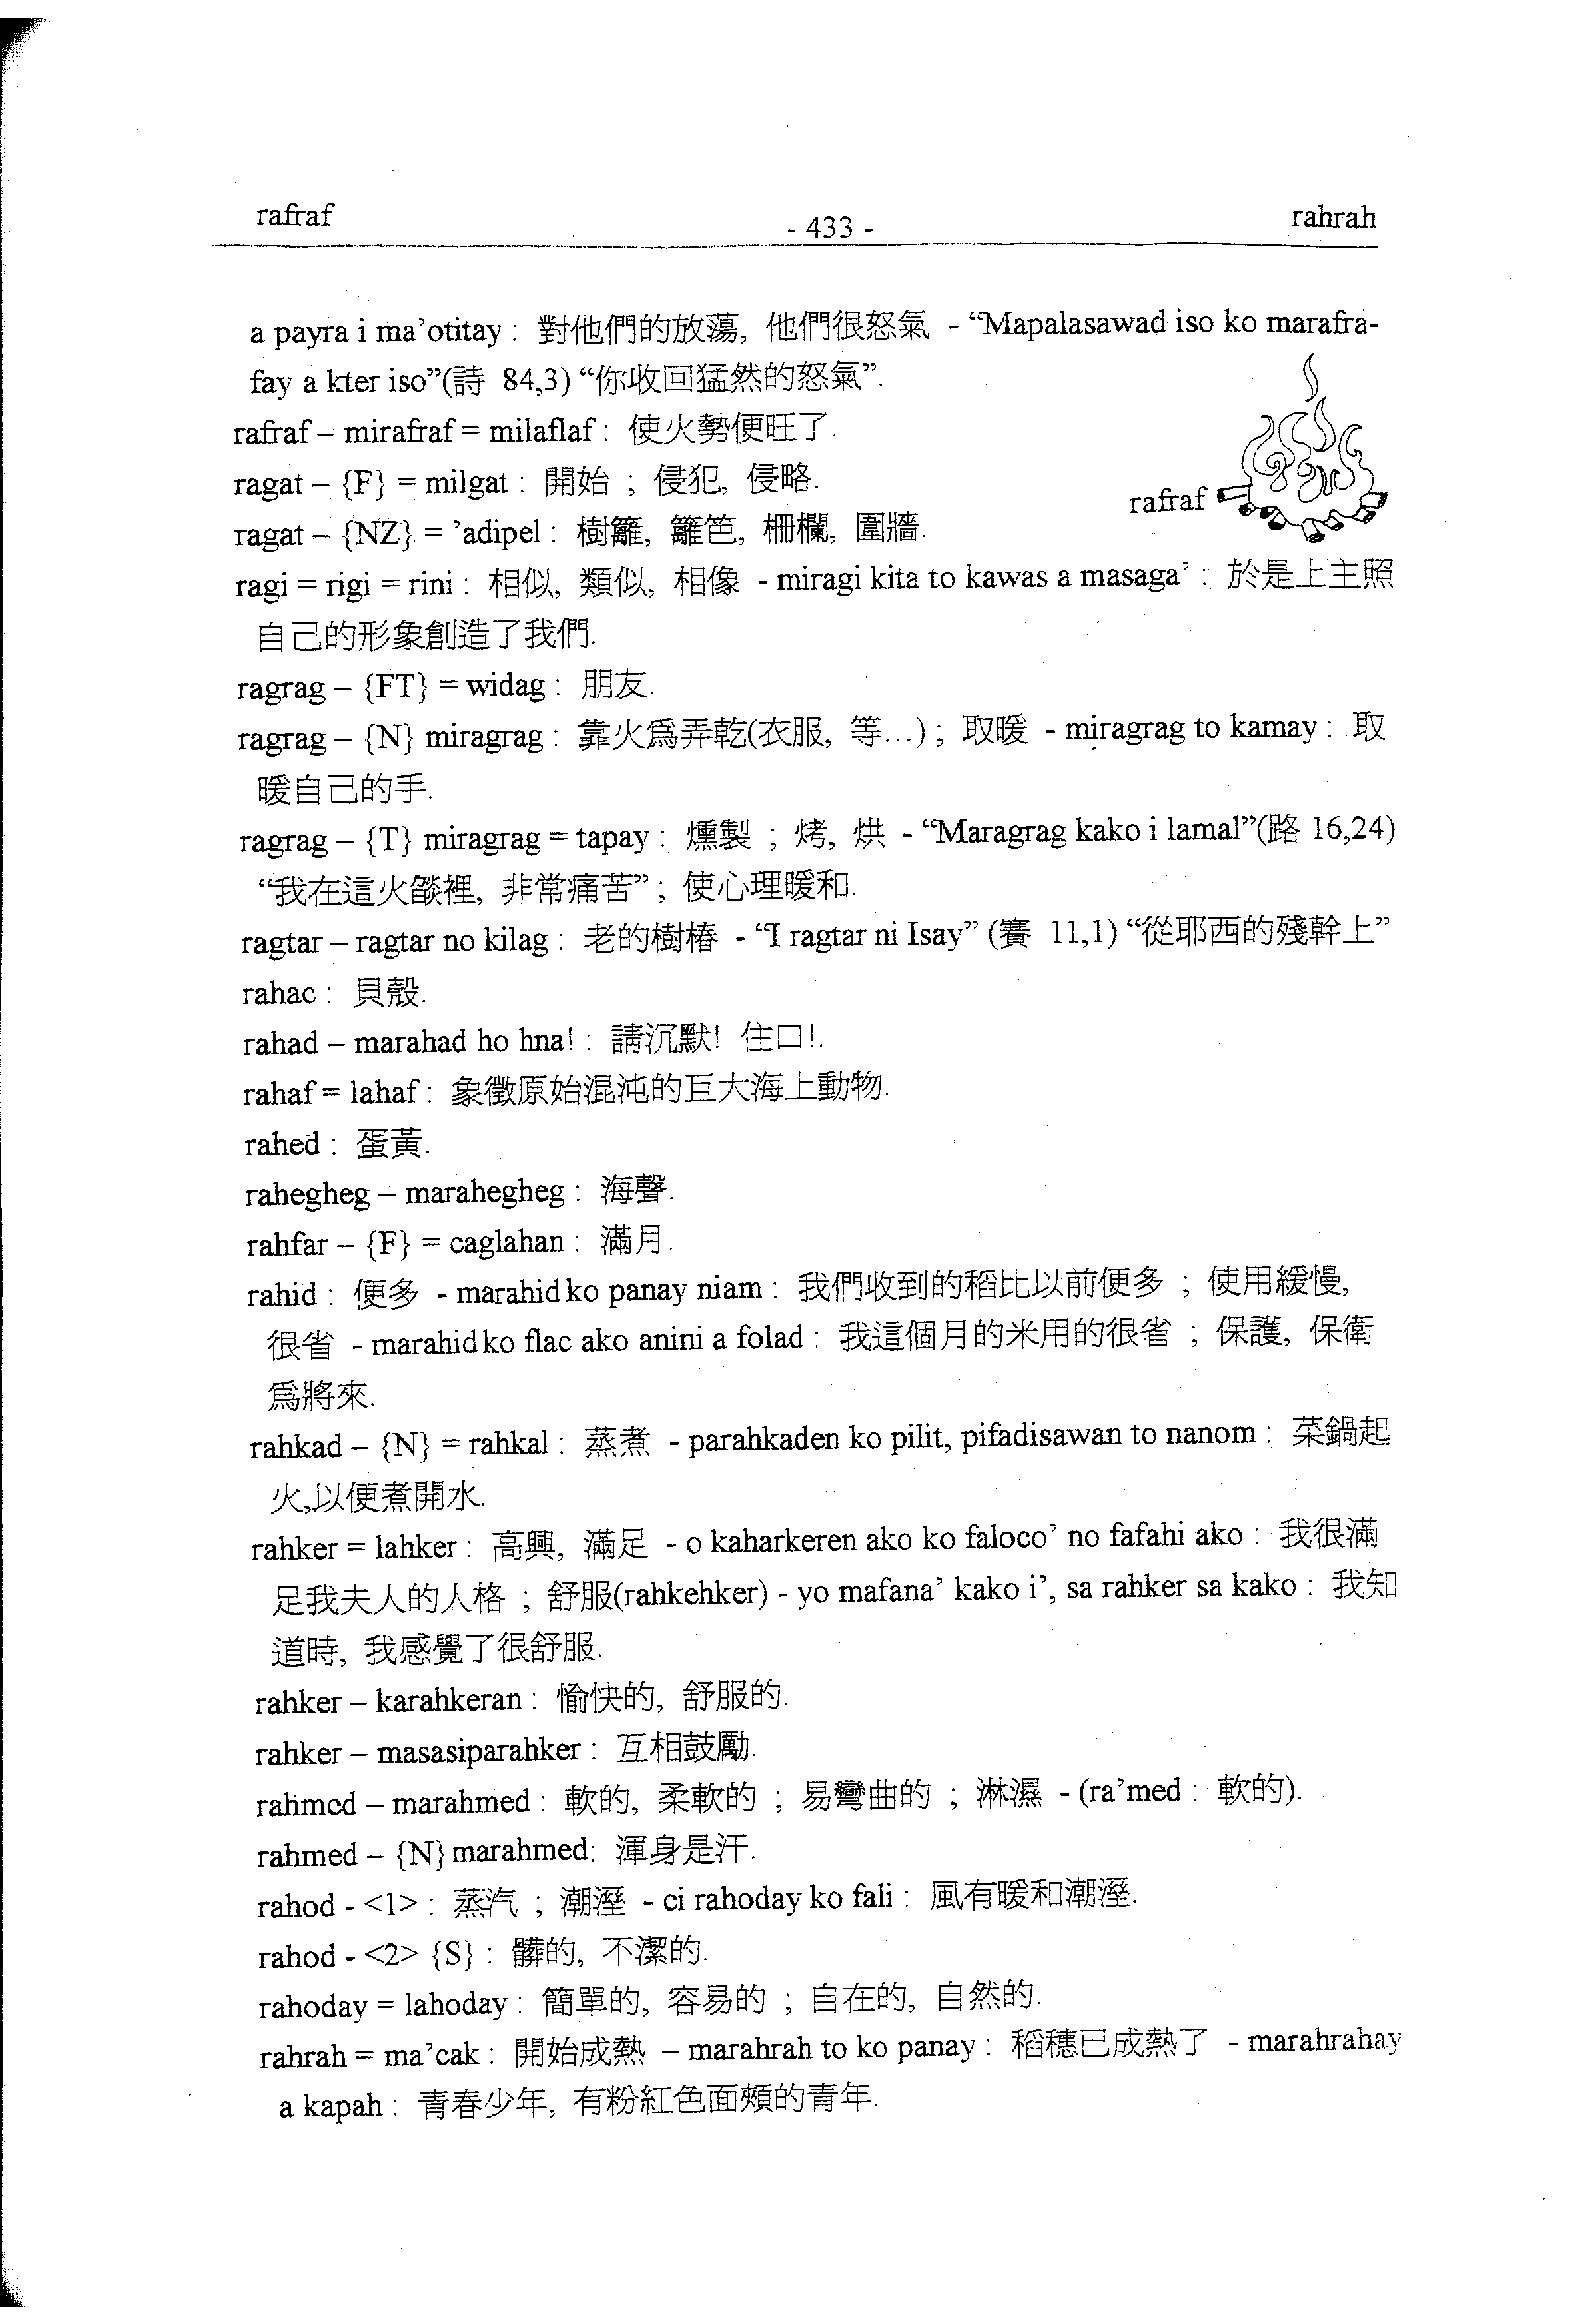 rafraf
- 433 -
rahrah
a payra i ma’otitay : 對他們的放蕩, 他們很怒氣 - “Mapalasawad iso ko marafra-
fay a kter iso”(詩 84,3) “你收回猛然的怒氣”.
rafraf – mirafraf = milaflaf : 使火勢便旺了.
ragat – {F} = milgat : 開始 ; 侵犯, 侵略.
rafraf
ragat – {NZ} = ’adipel : 樹籬, 籬笆, 柵欄, 圍牆.
ragi = rigi = rini : 相似, 類似, 相像 - miragi kita to kawas a masaga’ : 於是上主照
自己的形象創造了我們.
ragrag – {FT} = widag : 朋友.
ragrag – {N} miragrag : 靠火爲弄乾(衣服, 等...) ; 取暖 - miragrag to kamay : 取
暖自己的手.
ragrag – {T} miragrag = tapay : 燻製 ; 烤, 烘 - “Maragrag kako i lamal”(路 16,24)
“我在這火燄裡, 非常痛苦” ; 使心理暖和.
ragtar – ragtar no kilag : 老的樹樁 - “I ragtar ni Isay” (賽 11,1) “從耶西的殘幹上”
rahac : 貝殼.
rahad – marahad ho hna! : 請沉默! 住口!.
rahaf = lahaf : 象徵原始混沌的巨大海上動物.
rahed : 蛋黃.
rahegheg – marahegheg : 海聲.
rahfar – {F} = caglahan : 滿月.
rahid : 便多 - marahid ko panay niam : 我們收到的稻比以前便多 ; 使用緩慢,
很省 - marahid ko flac ako anini a folad : 我這個月的米用的很省 ; 保護, 保衛
爲將來.
rahkad – {N} = rahkal : 蒸煮 - parahkaden ko pilit, pifadisawan to nanom : 菜鍋起
火,以便煮開水.
rahker = lahker : 高興, 滿足 - o kaharkeren ako ko faloco’ no fafahi ako : 我很滿
足我夫人的人格 ; 舒服(rahkehker) - yo mafana’ kako i’, sa rahker sa kako : 我知
道時, 我感覺了很舒服.
rahker – karahkeran : 愉快的, 舒服的.
rahker – masasiparahker : 互相鼓勵.
rahmed – marahmed : 軟的, 柔軟的 ; 易彎曲的 ; 淋濕 - (ra’med : 軟的).
rahmed – {N} marahmed: 渾身是汗.
rahod - <1> : 蒸汽 ; 潮溼 - ci rahoday ko fali : 風有暖和潮溼.
rahod - <2> {S} : 髒的, 不潔的.
rahoday = lahoday : 簡單的, 容易的 ; 自在的, 自然的.
rahrah = ma’cak : 開始成熱 – marahrah to ko panay : 稻穗已成熱了 - marahrahay
a kapah : 青春少年, 有粉紅色面頰的青年.